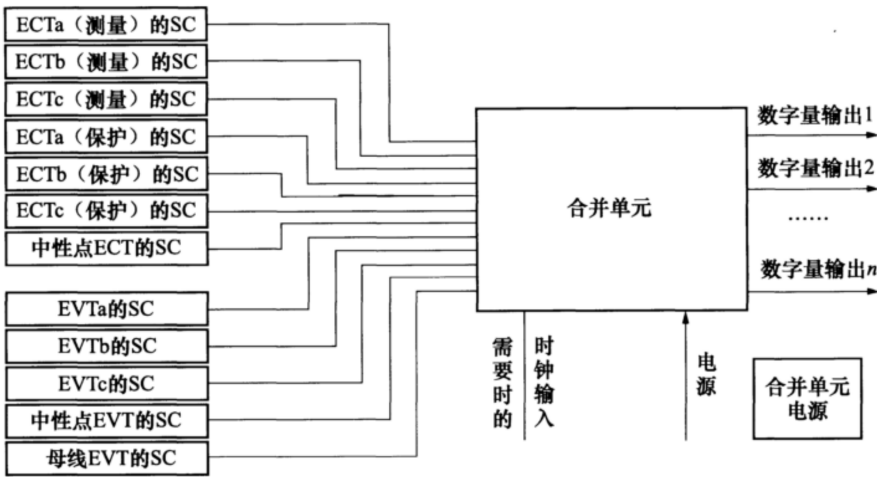 ECTa（测量）的SC
ECTb（测量）的SC
ECTc（测量）的SC
ECTa（保护）的SC
ECTb（保护）的SC
ECTc（保护）的SC
中性点ECT的SC
EVTa的SC
EVTb的SC
EVTc的SC
中性点EVT的SC
母线EVT的SC
合并单元
数字量输出1
数字量输出2
……
数字量输出n
需要时的
时钟输入
电源
合并单元
电源